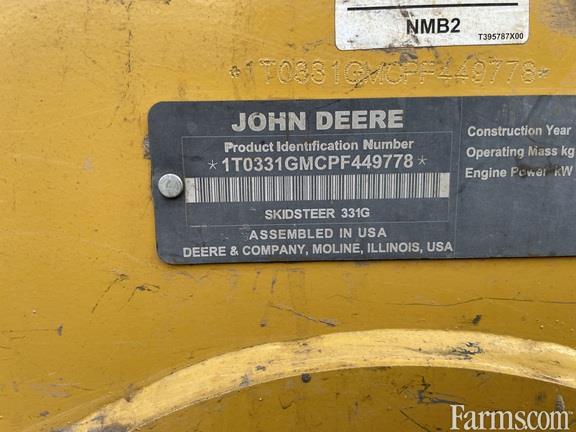 NMB2
T395787X00
*1T0331GMCPF449778*
JOHN DEERE
Product Identification Number
*1T0331GMCPF449778*
SKIDSTEER 331G
ASSEMBLED IN USA
DEERE & COMPANY, MOLINE, ILLINOIS, USA
Construction Year
Operating Mass kg
Engine Power kW
Farms.com